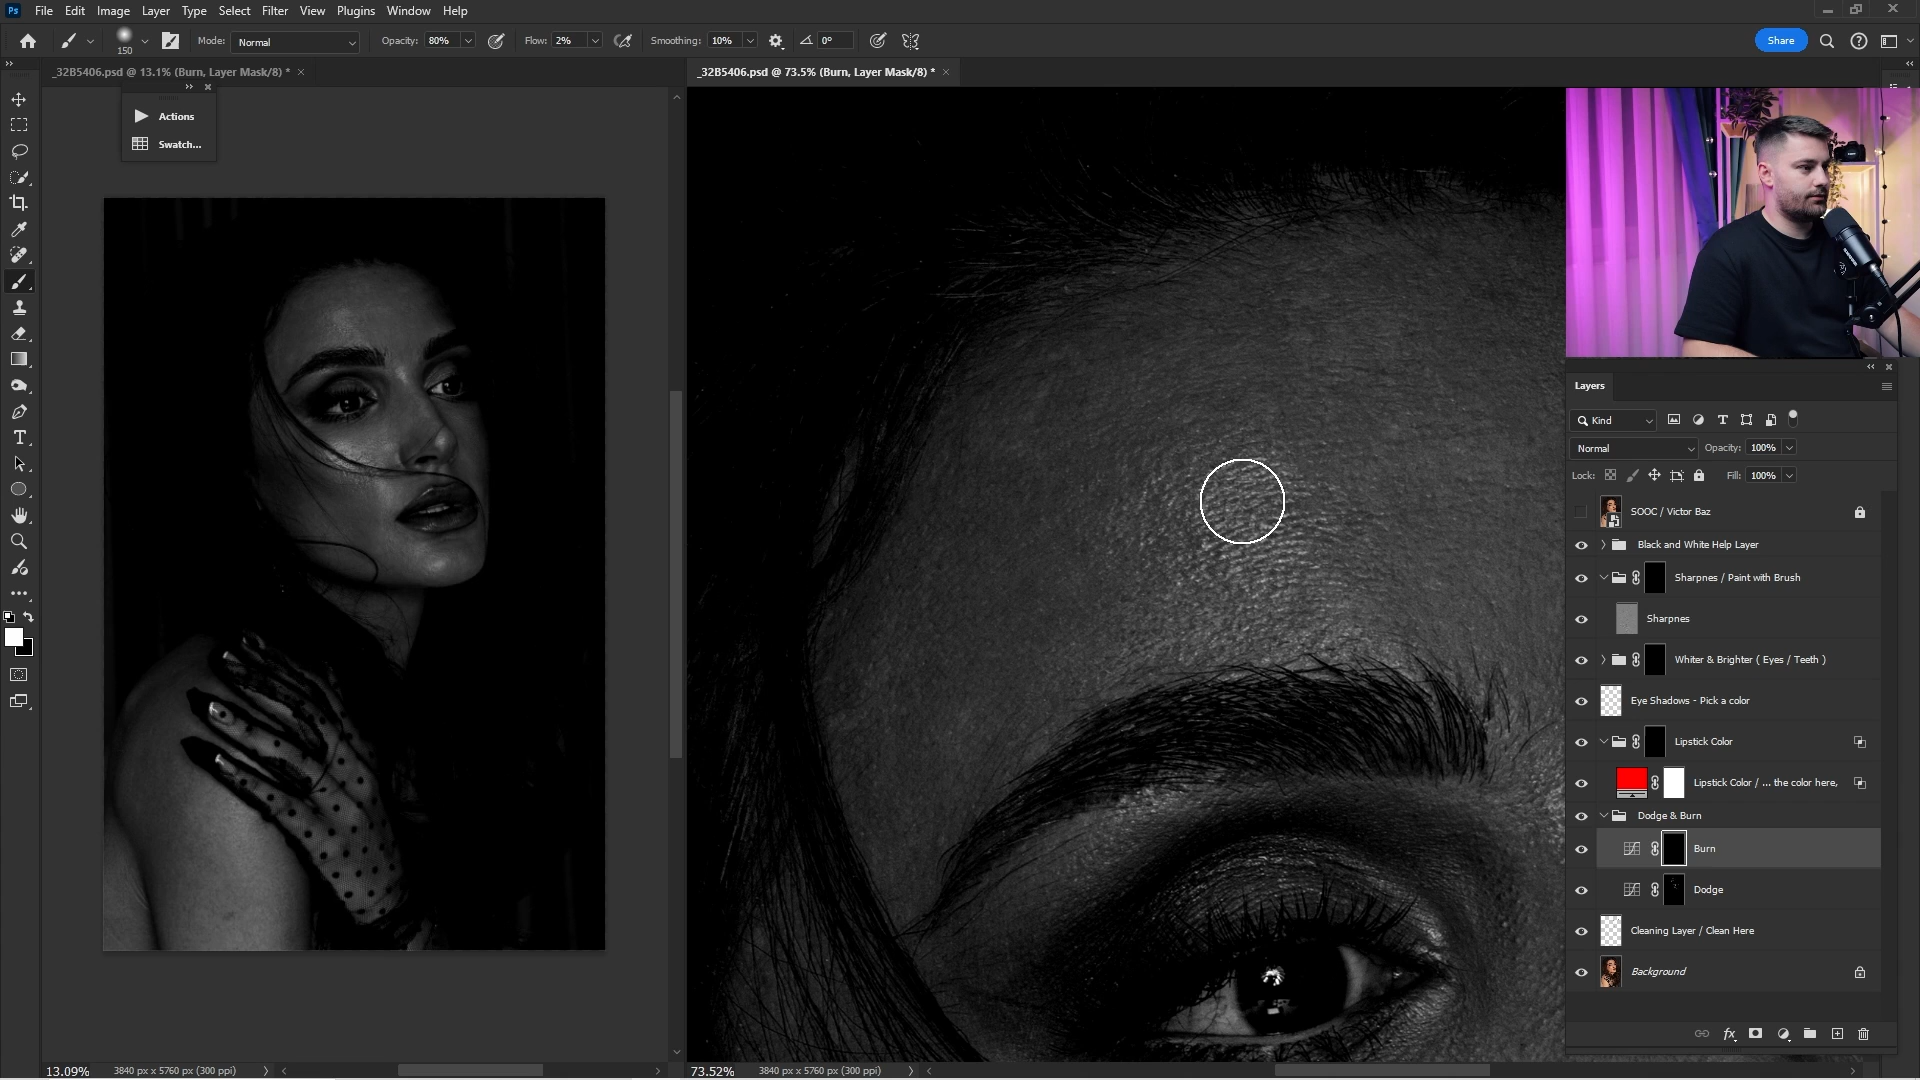 Ps File Edit Image Layer Type Select Filter View Plugins Window Help
150 Mode: Normal Opacity: 80% Flow: 2% Smoothing: 10% 0° Share
_32B5406.psd @ 13.1% (Burn, Layer Mask/8) * ×
_32B5406.psd @ 73.5% (Burn, Layer Mask/8) * ×
Actions
Swatch...
Layers
Kind
Normal Opacity: 100%
Lock: Fill: 100%
SOOC / Victor Baz
Black and White Help Layer
Sharpnes / Paint with Brush
Sharpnes
Whiter & Brighter ( Eyes / Teeth )
Eye Shadows - Pick a color
Lipstick Color
Lipstick Color / ... the color here,
Dodge & Burn
Burn
Dodge
Cleaning Layer / Clean Here
Background
fx
13.09% 3840 px x 5760 px (300 ppi)
73.52% 3840 px x 5760 px (300 ppi)